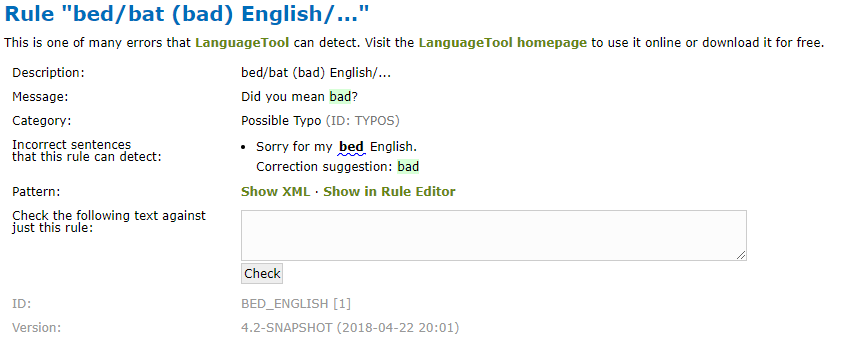 Rule "bed/bat (bad) English/..."
This is one of many errors that LanguageTool can detect. Visit the LanguageTool homepage to use it online or download it for free.
Description: bed/bat (bad) English/...
Message: Did you mean bad?
Category: Possible Typo (ID: TYPOS)
Incorrect sentences
that this rule can detect:
• Sorry for my bed English.
Correction suggestion: bad
Pattern: Show XML · Show in Rule Editor
Check the following text against
just this rule:
Check
ID: BED_ENGLISH [1]
Version: 4.2-SNAPSHOT (2018-04-22 20:01)